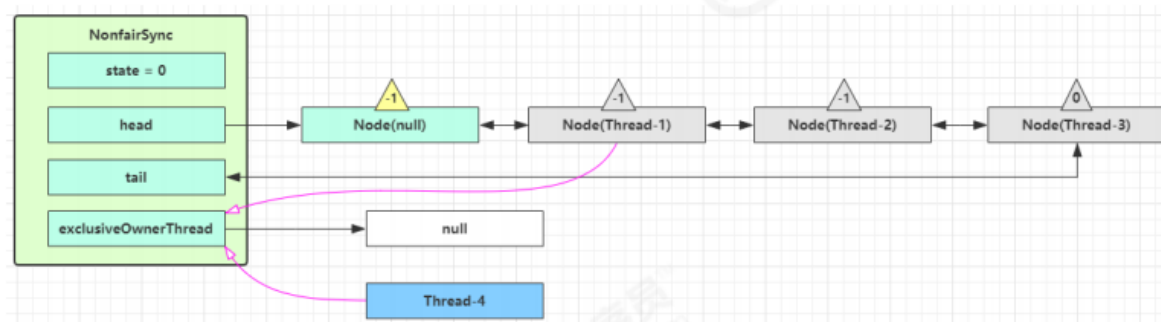 NonfairSync
state = 0
head
tail
exclusiveOwnerThread
-1
Node(null)
-1
Node(Thread-1)
-1
Node(Thread-2)
0
Node(Thread-3)
null
Thread-4